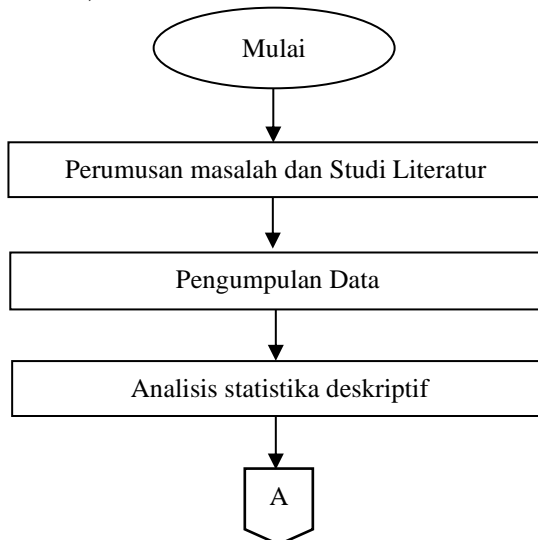 Mulai
Perumusan masalah dan Studi Literatur
Pengumpulan Data
Analisis statistika deskriptif
A